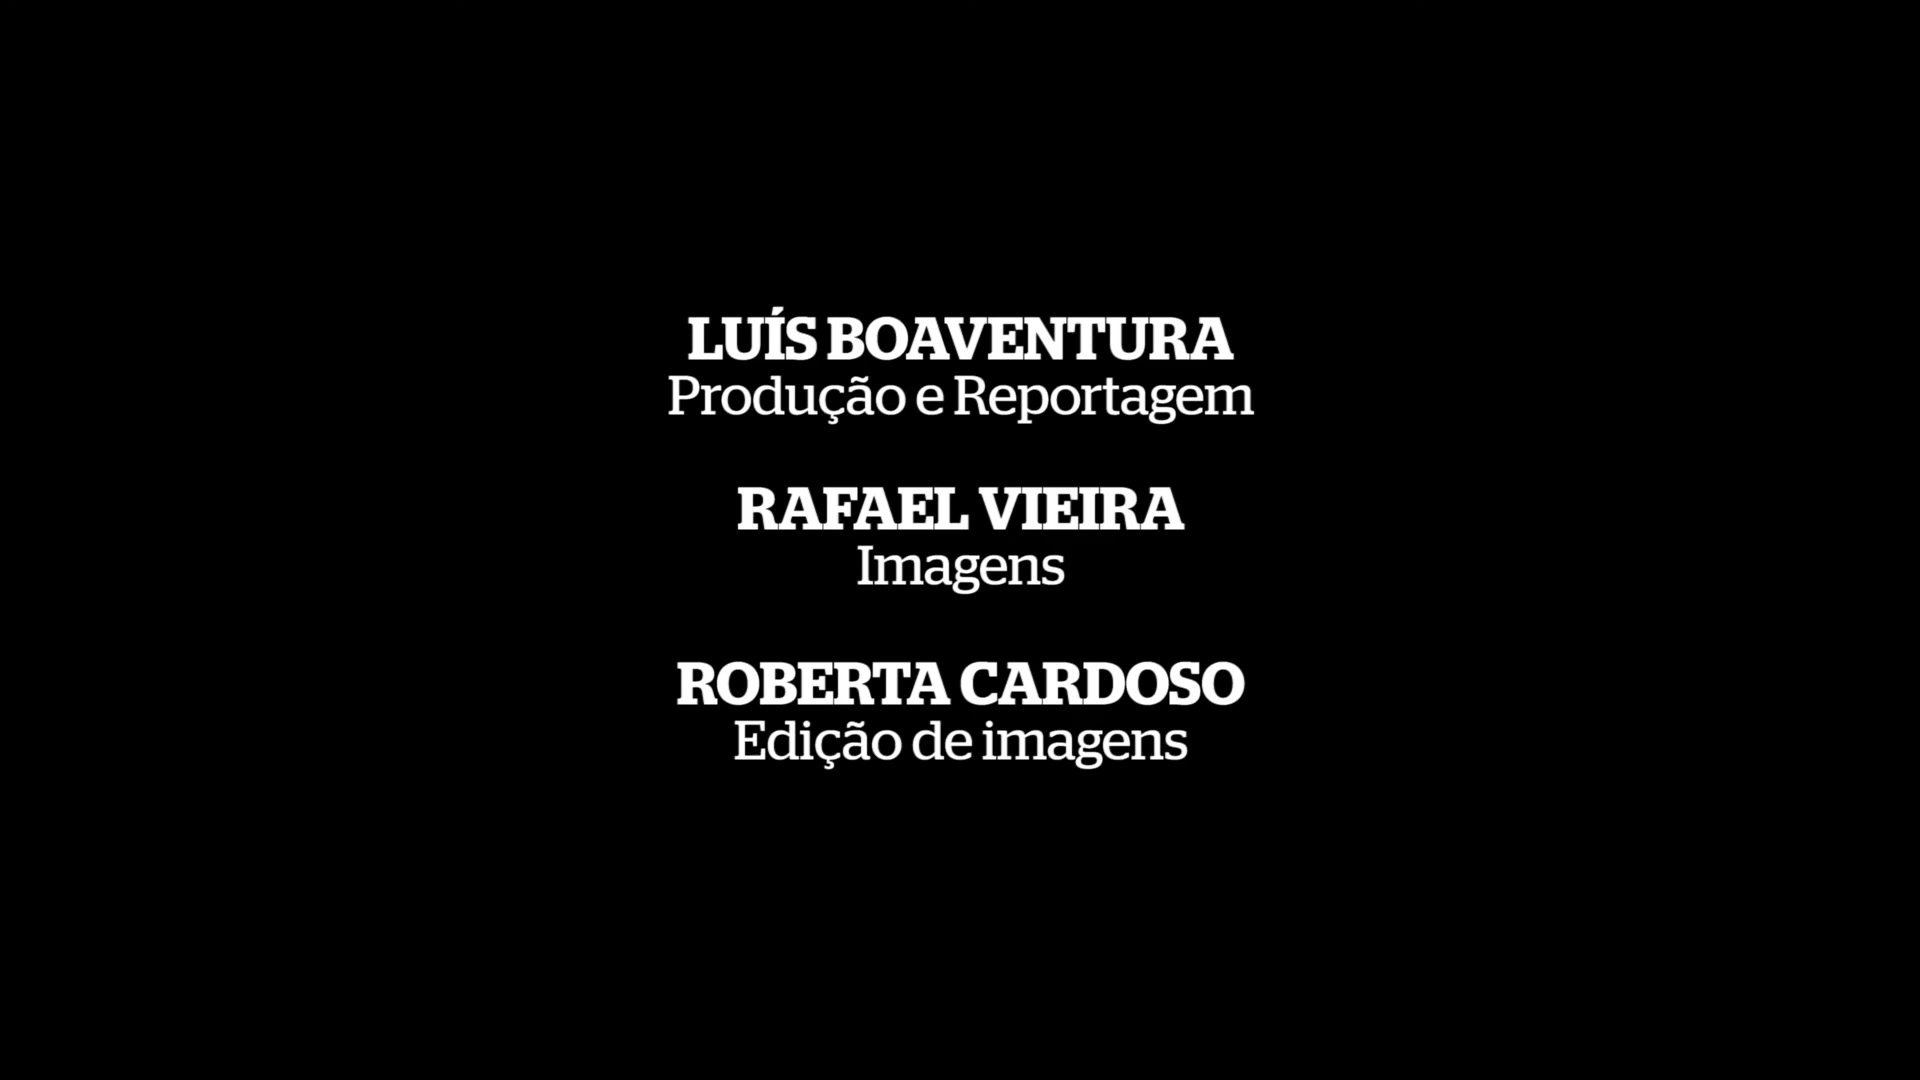 LUÍS BOAVENTURA
Produção e Reportagem
RAFAEL VIEIRA
Imagens
ROBERTA CARDOSO
Edição de imagens